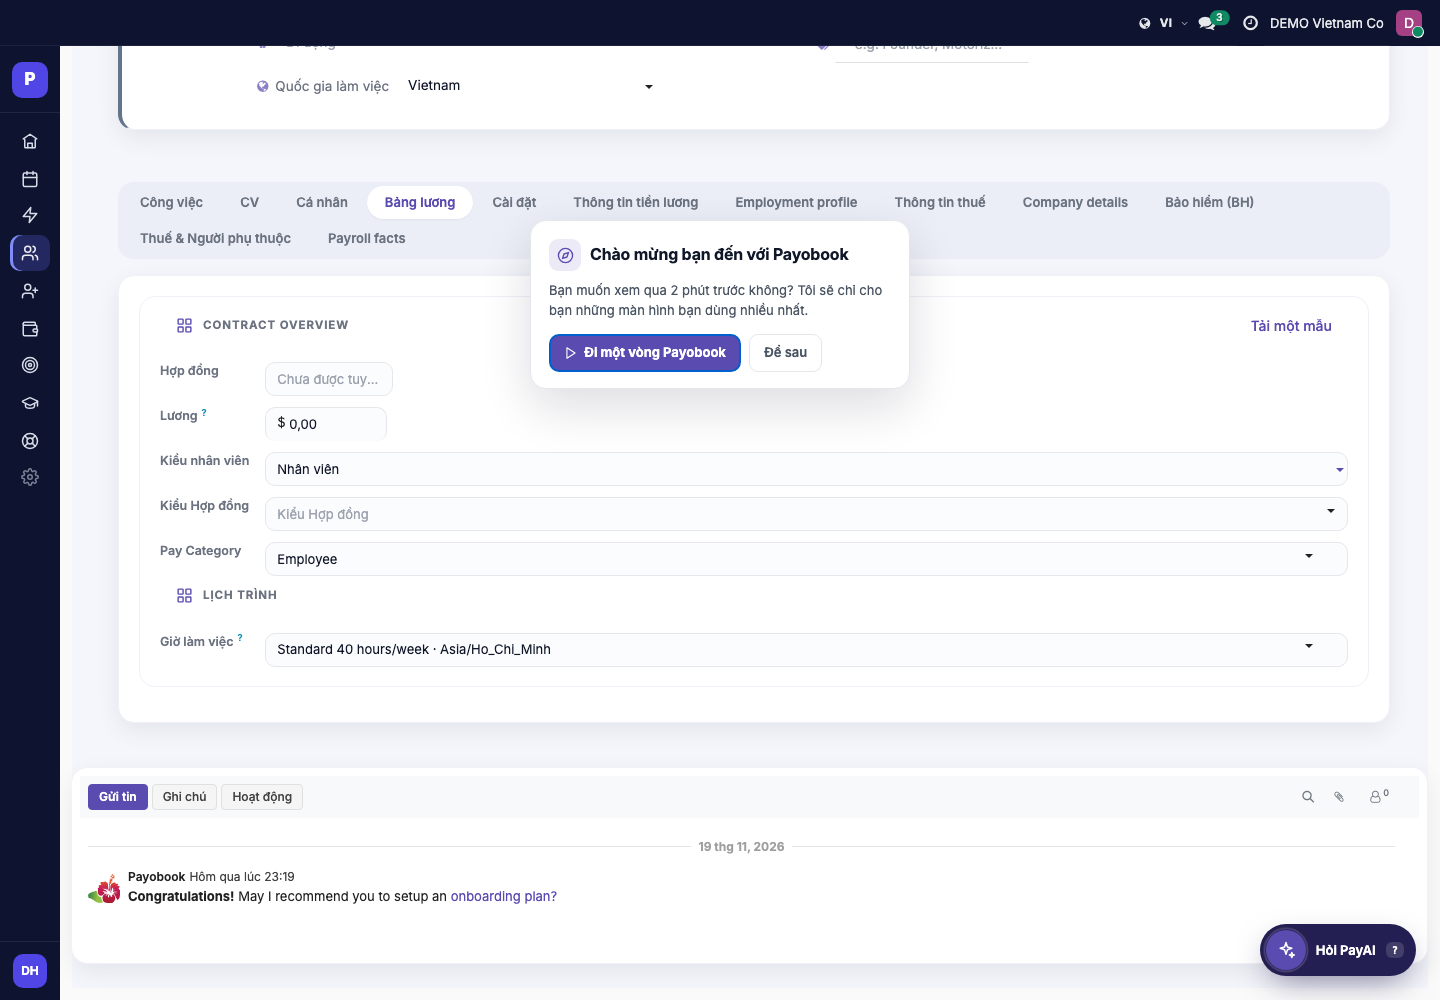 VI
3
DEMO Vietnam Co
D
P
Quốc gia làm việc
Vietnam
Công việc
CV
Cá nhân
Bảng lương
Cài đặt
Thông tin tiền lương
Employment profile
Thông tin thuế
Company details
Bảo hiểm (BH)
Thuế & Người phụ thuộc
Payroll facts
Chào mừng bạn đến với Payobook
Bạn muốn xem qua 2 phút trước không? Tôi sẽ chỉ cho
bạn những màn hình bạn dùng nhiều nhất.
Đi một vòng Payobook
Để sau
CONTRACT OVERVIEW
Tải một mẫu
Hợp đồng
Chưa được tuy...
Lương ?
$ 0,00
Kiểu nhân viên
Nhân viên
Kiểu Hợp đồng
Kiểu Hợp đồng
Pay Category
Employee
LỊCH TRÌNH
Giờ làm việc ?
Standard 40 hours/week · Asia/Ho_Chi_Minh
Gửi tin
Ghi chú
Hoạt động
0
19 thg 11, 2026
Payobook Hôm qua lúc 23:19
Congratulations! May I recommend you to setup an onboarding plan?
Hỏi PayAI
?
DH